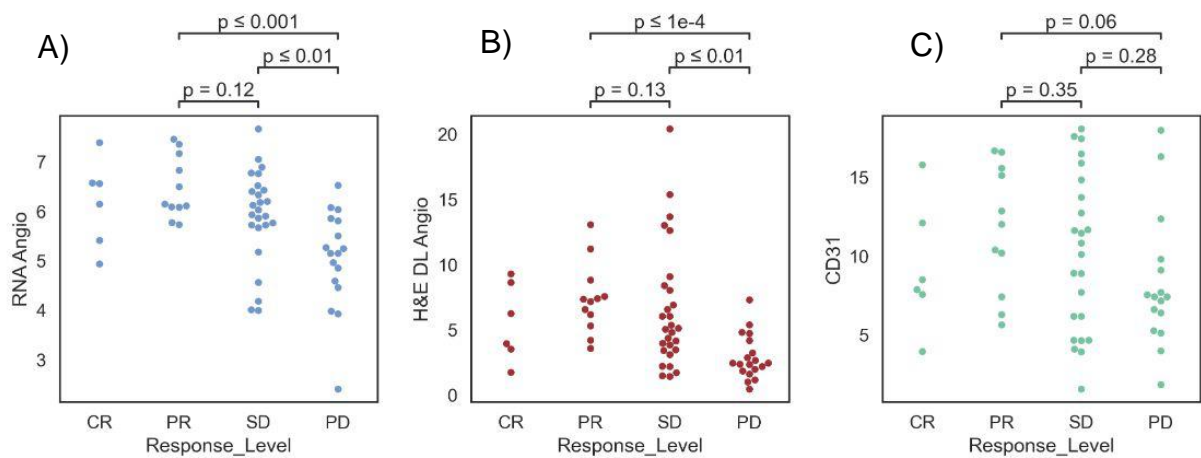 A)
p ≤ 0.001
p ≤ 0.01
p = 0.12
RNA Angio
7
6
5
4
3
CR PR SD PD
Response_Level
B)
p ≤ 1e-4
p ≤ 0.01
p = 0.13
H&E DL Angio
20
15
10
5
0
CR PR SD PD
Response_Level
C)
p = 0.06
p = 0.28
p = 0.35
CD31
15
10
5
CR PR SD PD
Response_Level